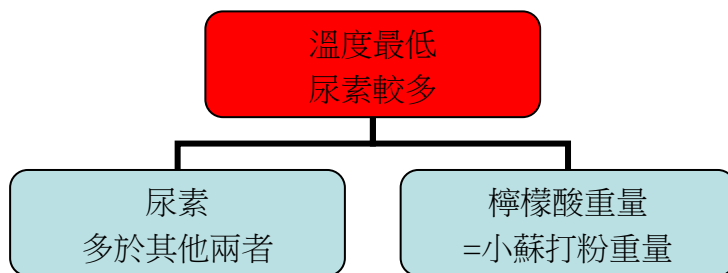 溫度最低
尿素較多
尿素
多於其他兩者
檸檬酸重量
=小蘇打粉重量